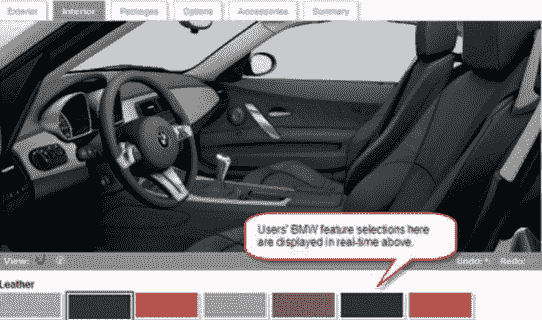 Exterior Interior Packages Options Accessories Summary
Users' BMW feature selections here
are displayed in real-time above.
View: Undo: Redo:
Leather